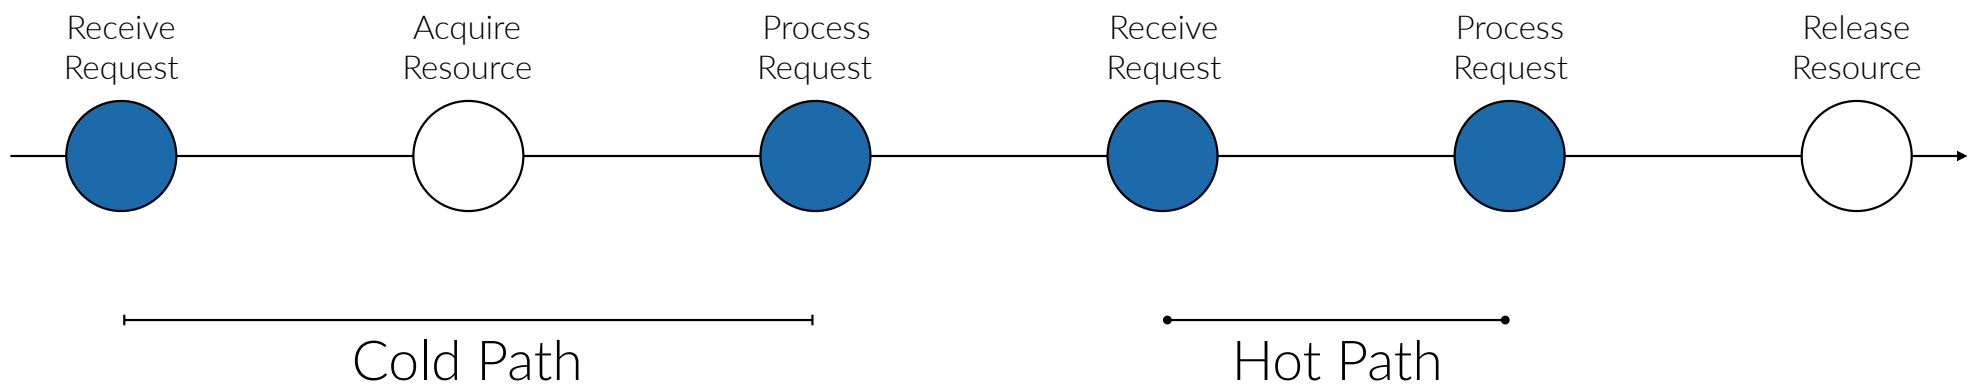 Receive
Request
Acquire
Resource
Process
Request
Receive
Request
Process
Request
Release
Resource
Cold Path
Hot Path